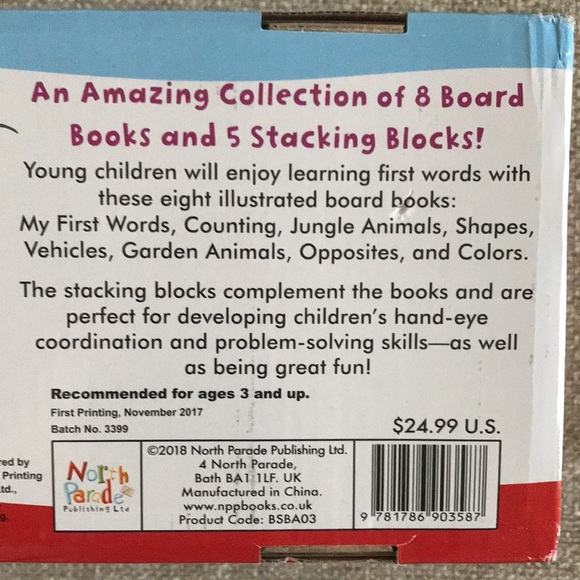 An Amazing Collection of 8 Board
Books and 5 Stacking Blocks!
Young children will enjoy learning first words with
these eight illustrated board books:
My First Words, Counting, Jungle Animals, Shapes,
Vehicles, Garden Animals, Opposites, and Colors.
The stacking blocks complement the books and are
perfect for developing children's hand-eye
coordination and problem-solving skills—as well
as being great fun!
Recommended for ages 3 and up.
First Printing, November 2017
Batch No. 3399
$24.99 U.S.
Printing
North
Parade
Publishing Ltd
©2018 North Parade Publishing Ltd.
4 North Parade,
Bath BA1 1LF. UK
Manufactured in China.
www.nppbooks.co.uk
Product Code: BSBA03
9 781786 903587